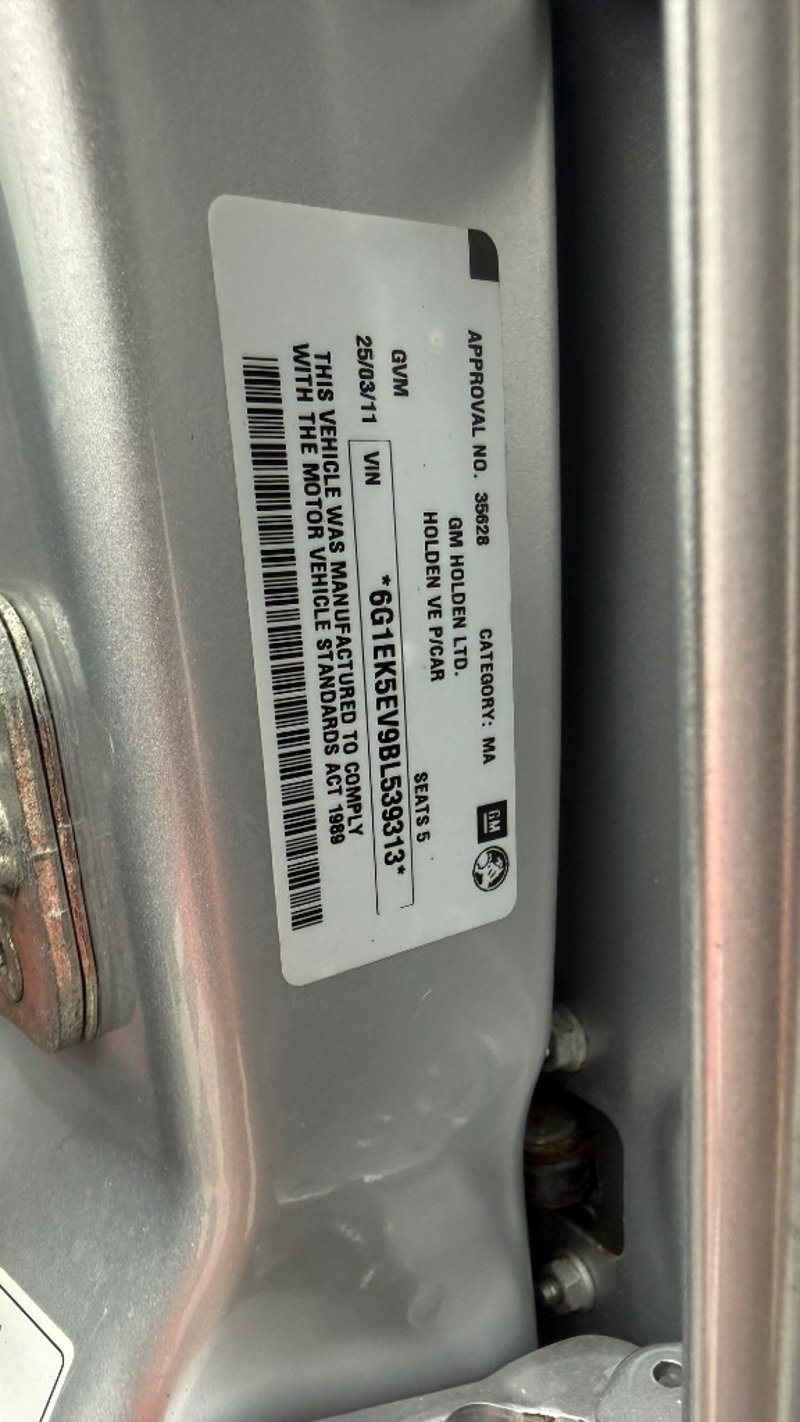 APPROVAL NO. 35628 CATEGORY: MA
GM
GM HOLDEN LTD.
HOLDEN VE P/CAR
GVM SEATS 5
25/03/11 VIN *6G1EK5EV9BL539313*
THIS VEHICLE WAS MANUFACTURED TO COMPLY
WITH THE MOTOR VEHICLE STANDARDS ACT 1989